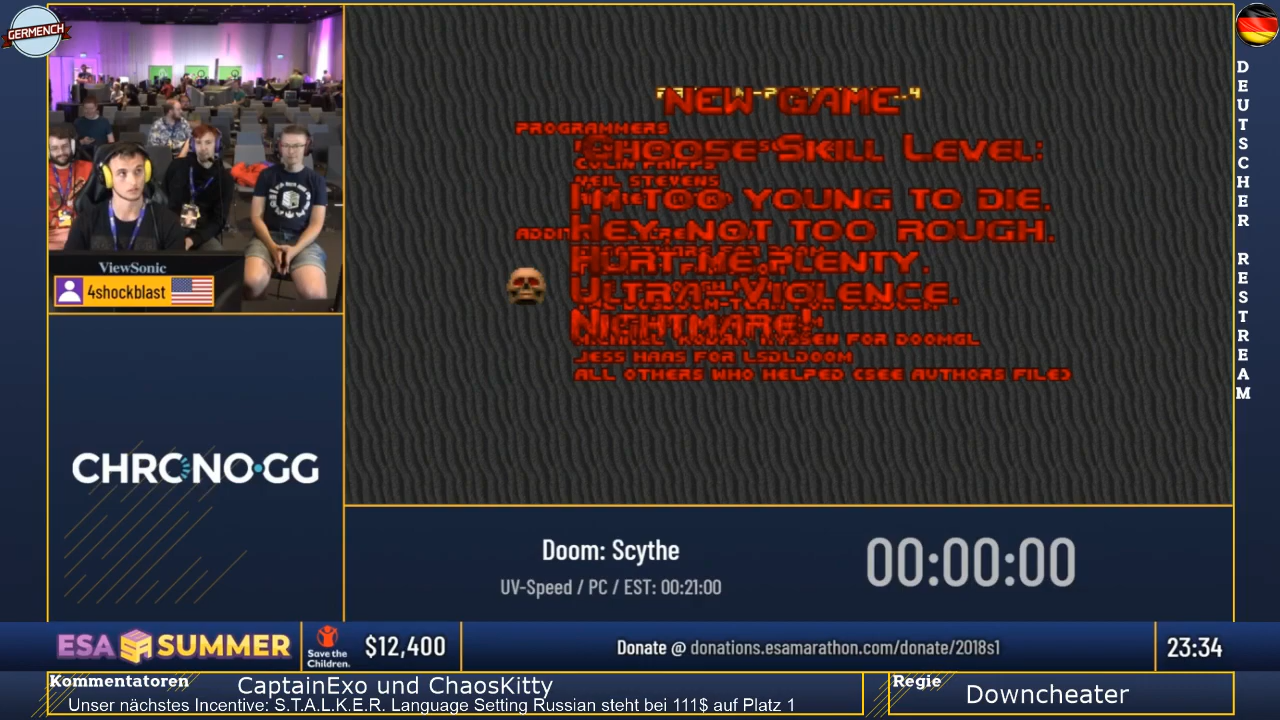 GERMENCH
ViewSonic
4shockblast
CHRONO.GG
NEW GAME
PROGRAMMERS
Choose Skill Level:
NEIL STEVENS
I'm too young to die.
Hey, not too rough.
Hurt me plenty.
Ultra-Violence.
Nightmare!
FOR DOOMGL
JESS HAAS FOR LSDLDOOM
ALL OTHERS WHO HELPED (SEE AUTHORS FILE)
Doom: Scythe
UV-Speed / PC / EST: 00:21:00
00:00:00
DEUTSCHER RESTREAM
ESA SUMMER
Save the
Children.
$12,400
Donate @ donations.esamarathon.com/donate/2018s1
23:34
Kommentatoren
CaptainExo und ChaosKitty
Unser nächstes Incentive: S.T.A.L.K.E.R. Language Setting Russian steht bei 111$ auf Platz 1
Regie
Downcheater